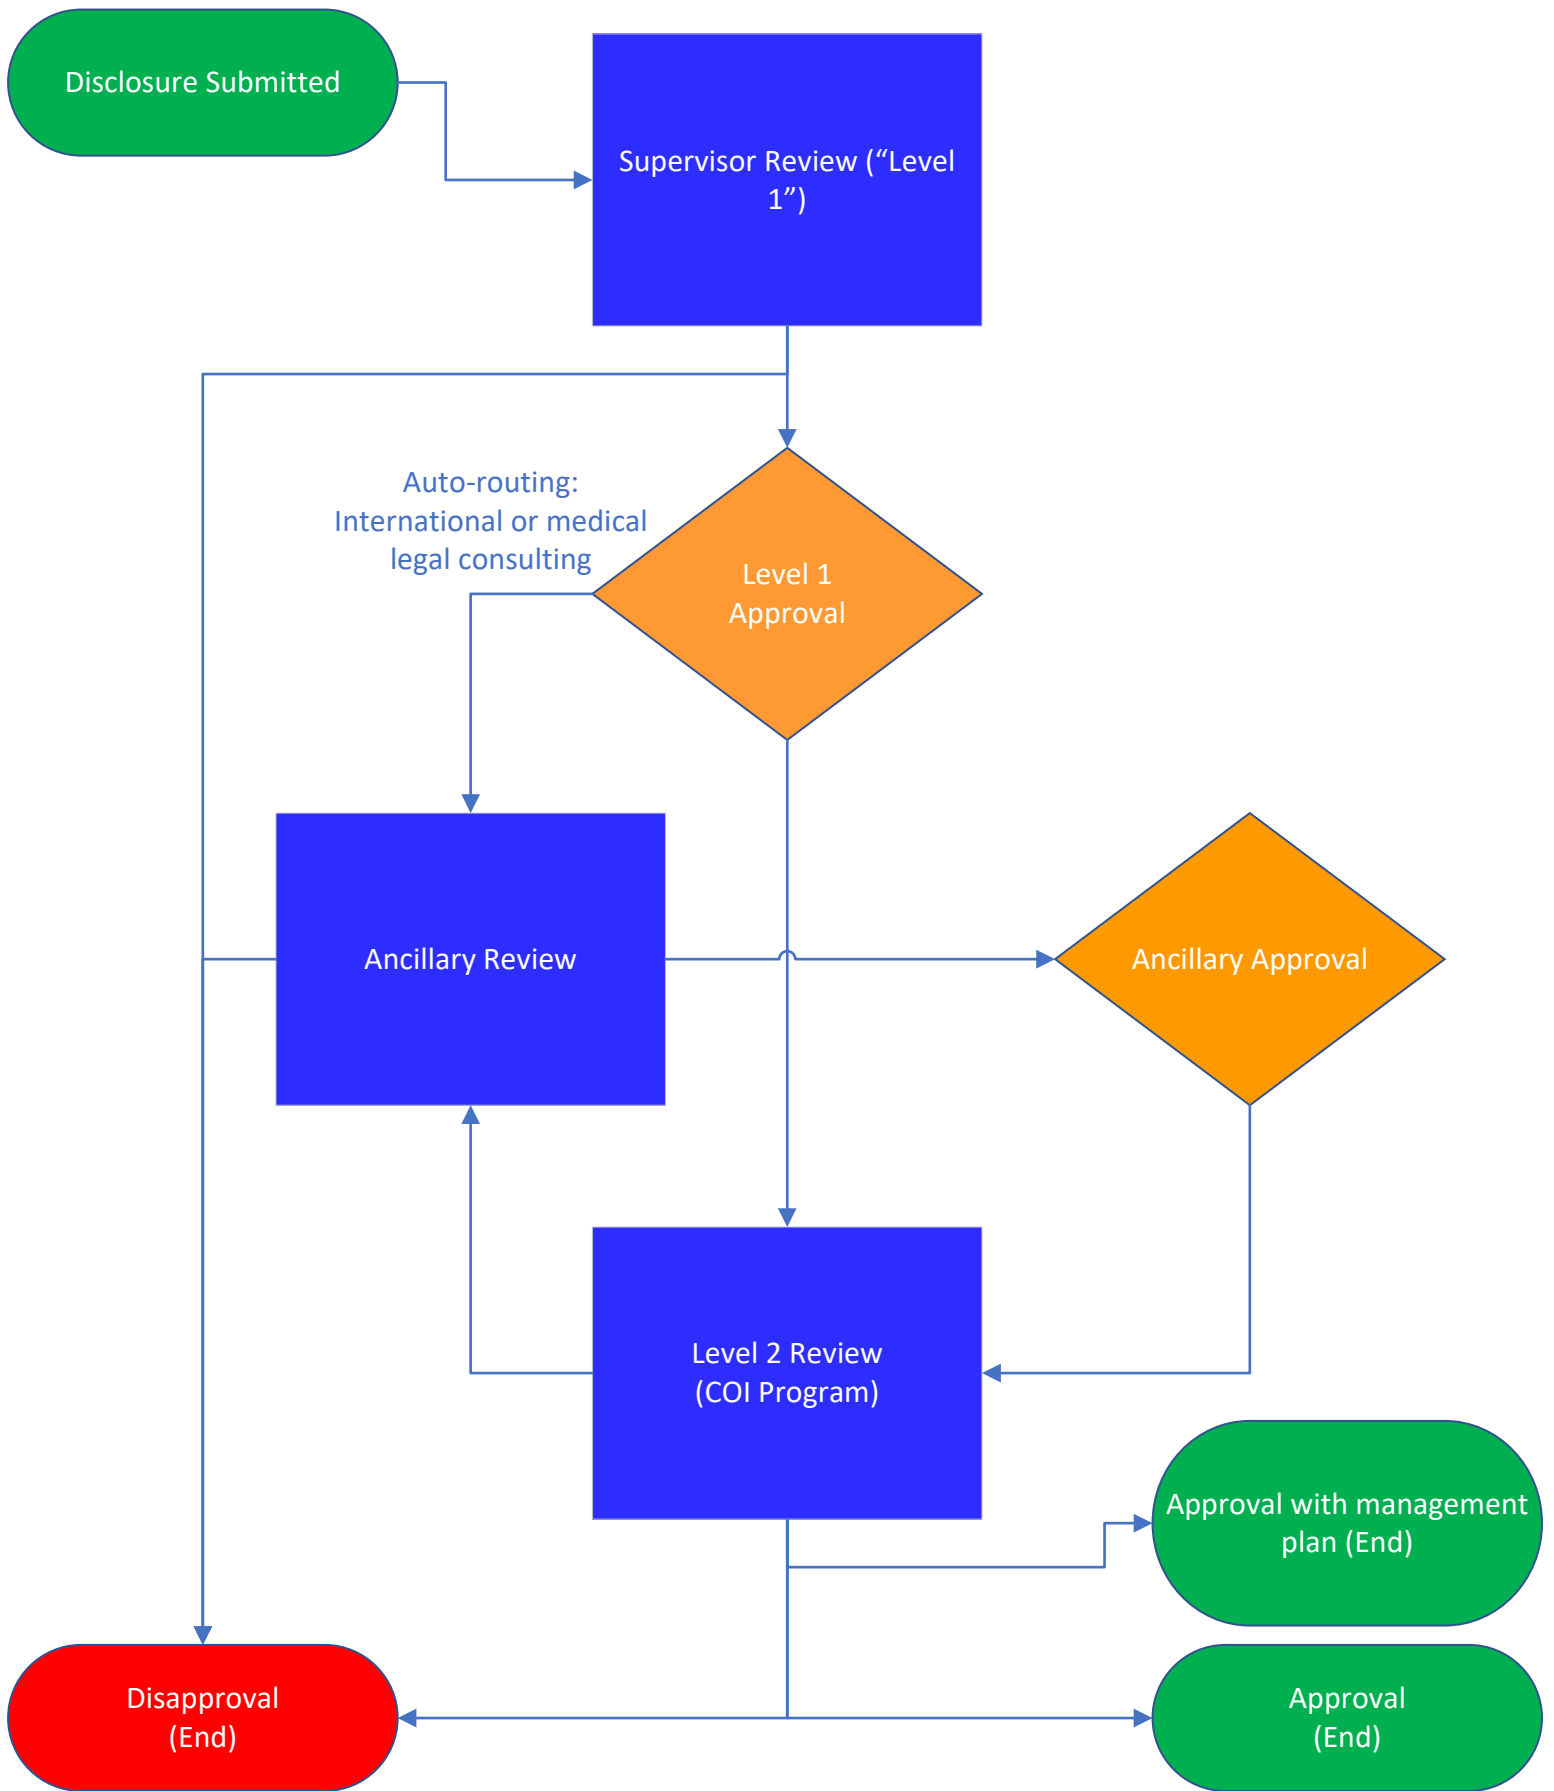 Disclosure Submitted
Supervisor Review (“Level
1”)
Auto-routing:
International or medical
legal consulting
Level 1
Approval
Ancillary Review
Ancillary Approval
Level 2 Review
(COI Program)
Approval with management
plan (End)
Disapproval
(End)
Approval
(End)